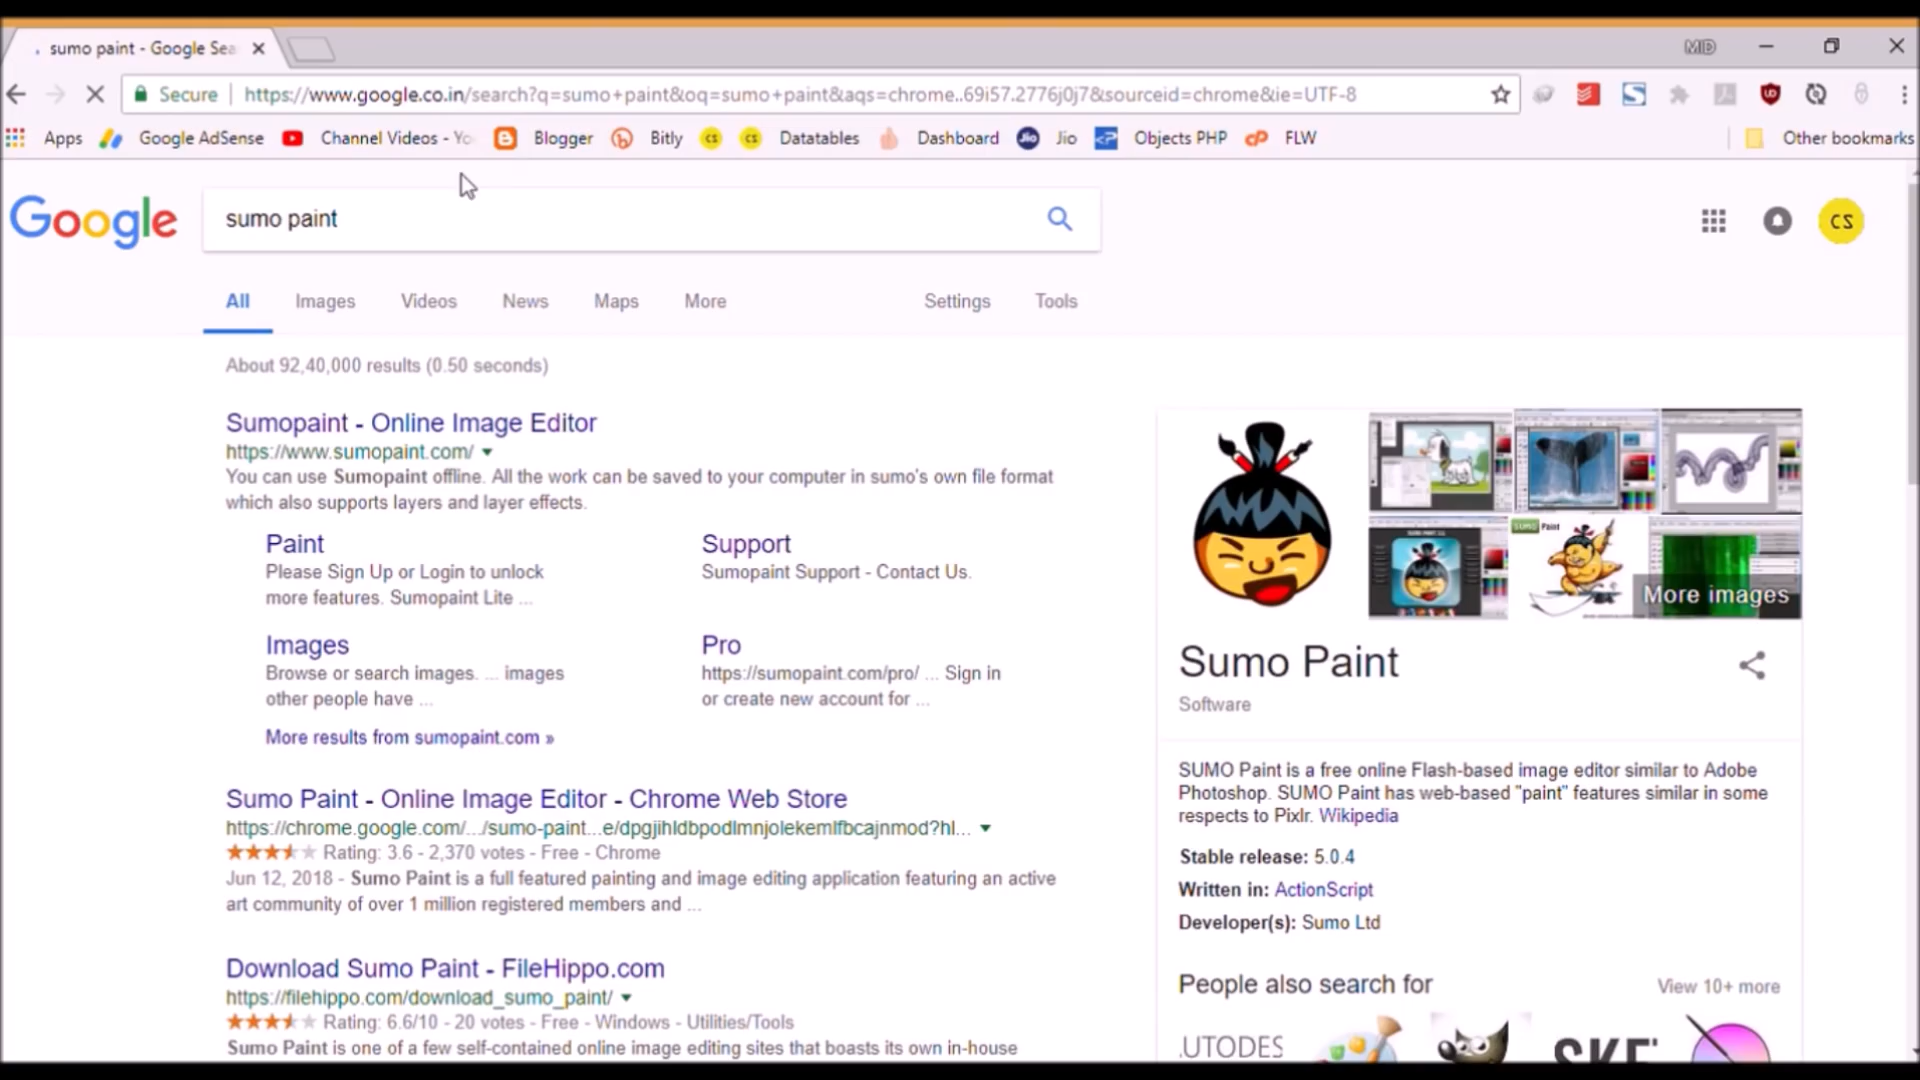 sumo paint - Google Sea
MD
Secure https://www.google.co.in/search?q=sumo+paint&oq=sumo+paint&aqs=chrome..69i57.2776j0j7&sourceid=chrome&ie=UTF-8
Apps Google AdSense Channel Videos - Yo Blogger Bitly cs cs Datatables Dashboard Jio Jio Objects PHP cP FLW Other bookmarks
Google sumo paint CS
All Images Videos News Maps More Settings Tools
About 92,40,000 results (0.50 seconds)
Sumopaint - Online Image Editor
https://www.sumopaint.com/
You can use Sumopaint offline. All the work can be saved to your computer in sumo's own file format
which also supports layers and layer effects.
Paint
Please Sign Up or Login to unlock
more features. Sumopaint Lite ...
Support
Sumopaint Support - Contact Us.
Images
Browse or search images. ... images
other people have ...
Pro
https://sumopaint.com/pro/ ... Sign in
or create new account for ...
More results from sumopaint.com »
Sumo Paint - Online Image Editor - Chrome Web Store
https://chrome.google.com/.../sumo-paint...e/dpgjihldbpodlmnjolekemlfbcajnmod?hl...
Rating: 3.6 - 2,370 votes - Free - Chrome
Jun 12, 2018 - Sumo Paint is a full featured painting and image editing application featuring an active
art community of over 1 million registered members and ...
Download Sumo Paint - FileHippo.com
https://filehippo.com/download_sumo_paint/
Rating: 6.6/10 - 20 votes - Free - Windows - Utilities/Tools
Sumo Paint is one of a few self-contained online image editing sites that boasts its own in-house
SUMO Paint
More images
Sumo Paint
Software
SUMO Paint is a free online Flash-based image editor similar to Adobe
Photoshop. SUMO Paint has web-based "paint" features similar in some
respects to Pixlr. Wikipedia
Stable release: 5.0.4
Written in: ActionScript
Developer(s): Sumo Ltd
People also search for View 10+ more
.UTODES